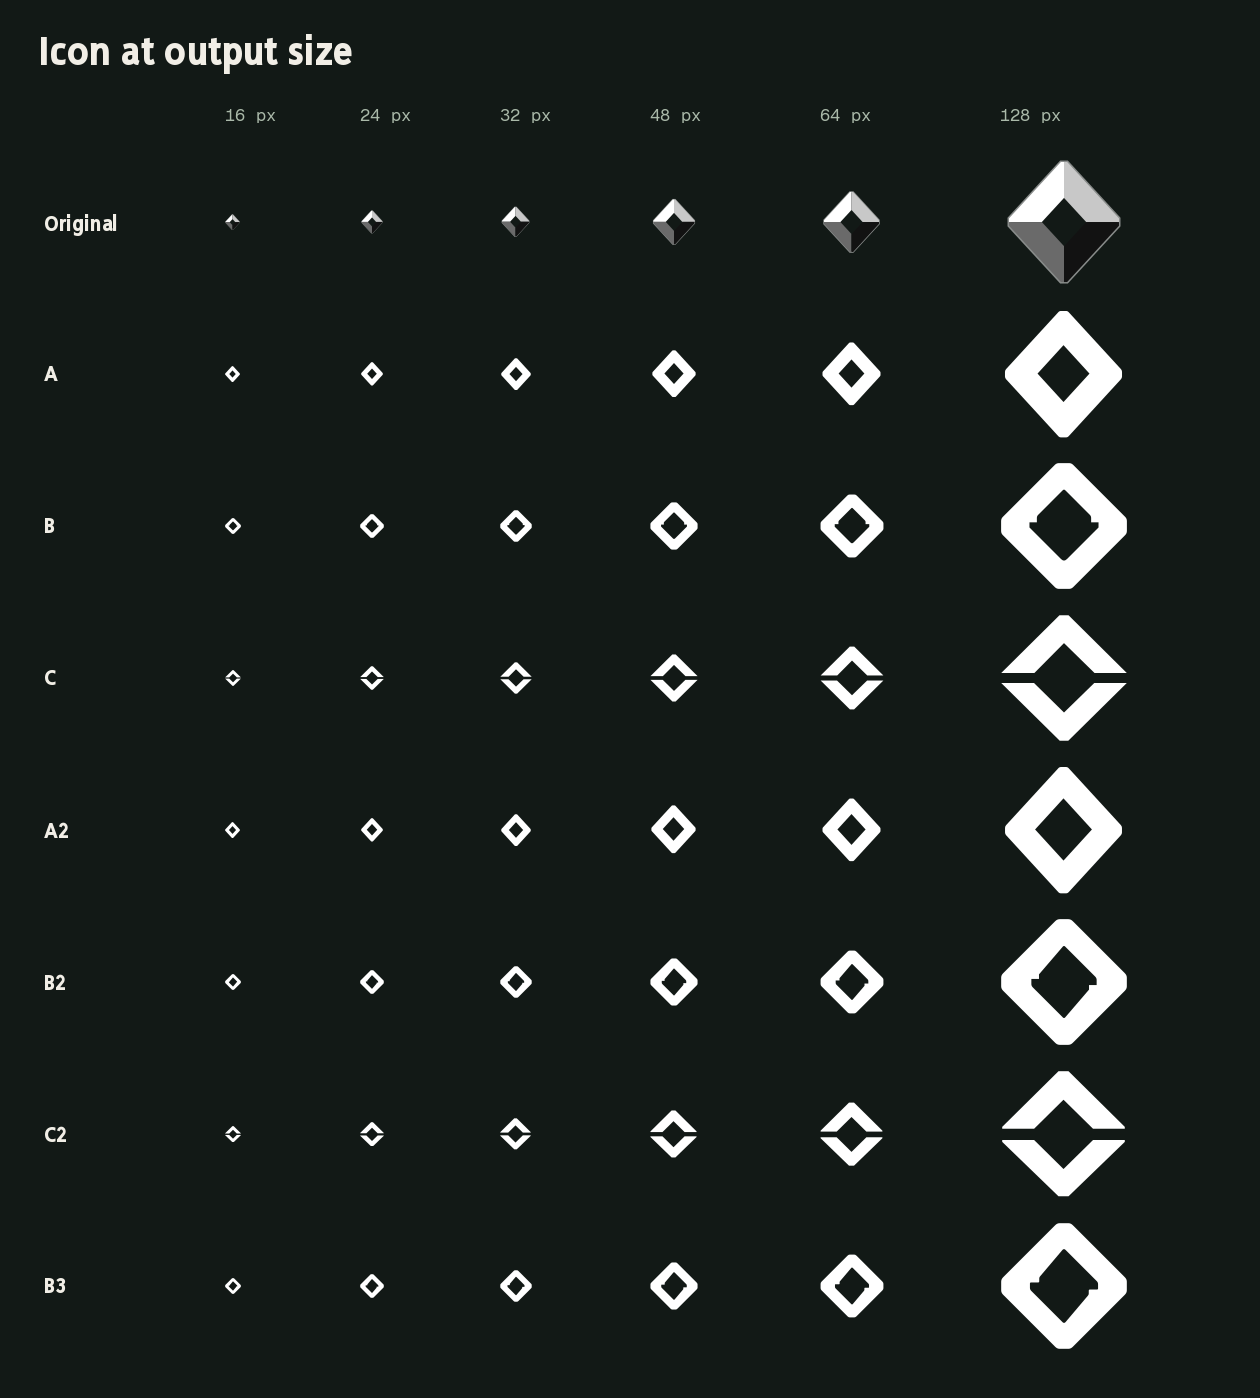 Icon at output size
16 px 24 px 32 px 48 px 64 px 128 px
Original
A
B
C
A2
B2
C2
B3